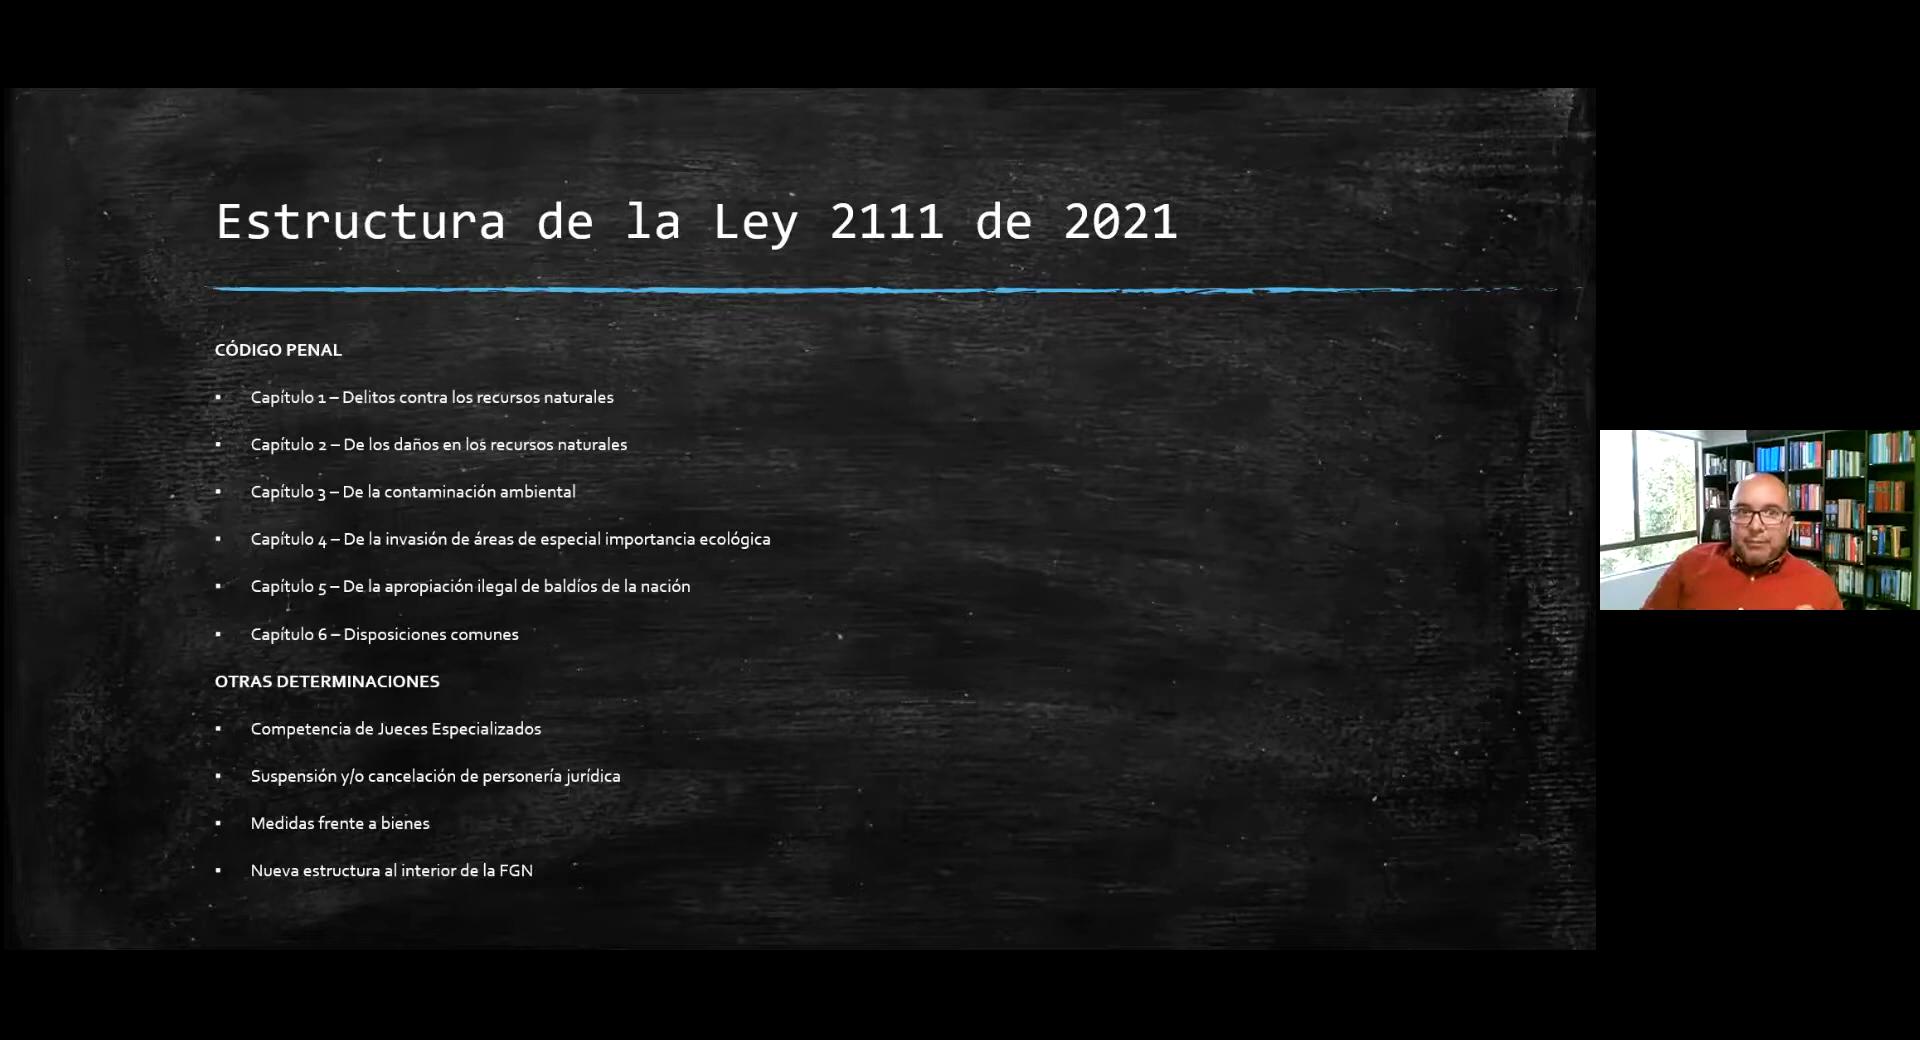 Estructura de la Ley 2111 de 2021
CÓDIGO PENAL
▪ Capítulo 1 – Delitos contra los recursos naturales
▪ Capítulo 2 – De los daños en los recursos naturales
▪ Capítulo 3 – De la contaminación ambiental
▪ Capítulo 4 – De la invasión de áreas de especial importancia ecológica
▪ Capítulo 5 – De la apropiación ilegal de baldíos de la nación
▪ Capítulo 6 – Disposiciones comunes
OTRAS DETERMINACIONES
▪ Competencia de Jueces Especializados
▪ Suspensión y/o cancelación de personería jurídica
▪ Medidas frente a bienes
▪ Nueva estructura al interior de la FGN